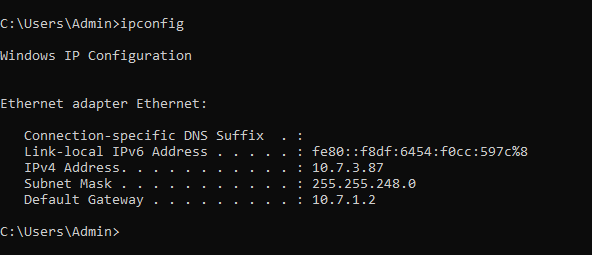 C:\Users\Admin>ipconfig
Windows IP Configuration
Ethernet adapter Ethernet:
Connection-specific DNS Suffix  . :
Link-local IPv6 Address . . . . . : fe80::f8df:6454:f0cc:597c%8
IPv4 Address. . . . . . . . . . . : 10.7.3.87
Subnet Mask . . . . . . . . . . . : 255.255.248.0
Default Gateway . . . . . . . . . : 10.7.1.2
C:\Users\Admin>